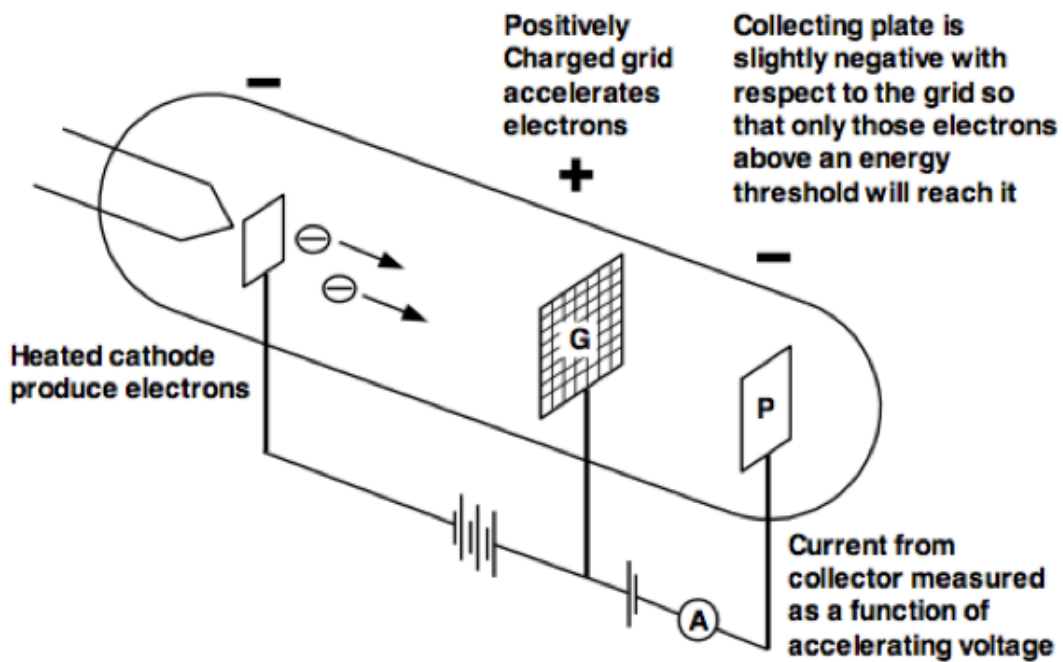 Positively
Charged grid
accelerates
electrons
+
Collecting plate is
slightly negative with
respect to the grid so
that only those electrons
above an energy
threshold will reach it
−
−
−
−
G
Heated cathode
produce electrons
P
A
Current from
collector measured
as a function of
accelerating voltage